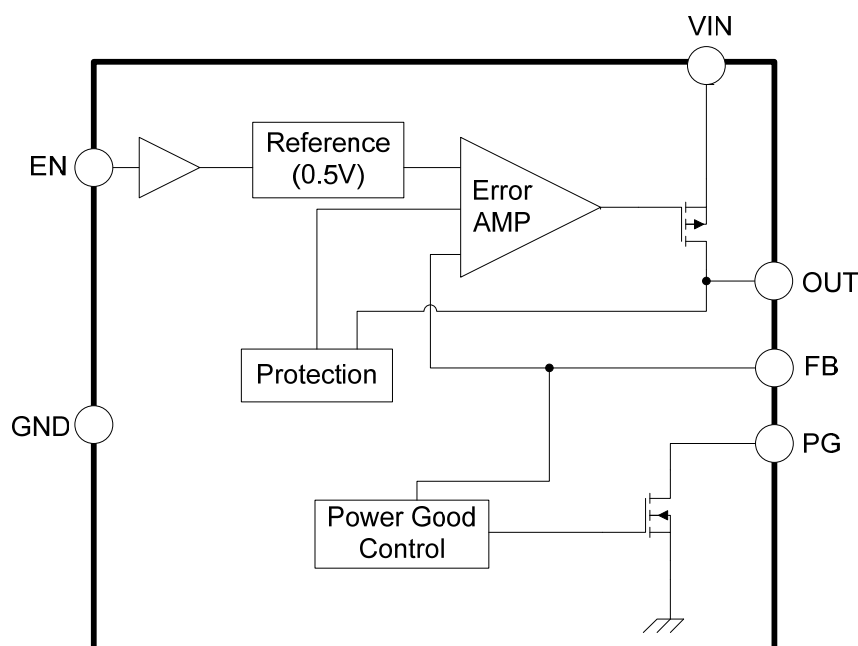 VIN
EN
Reference
(0.5V)
Error
AMP
OUT
Protection
FB
GND
PG
Power Good
Control